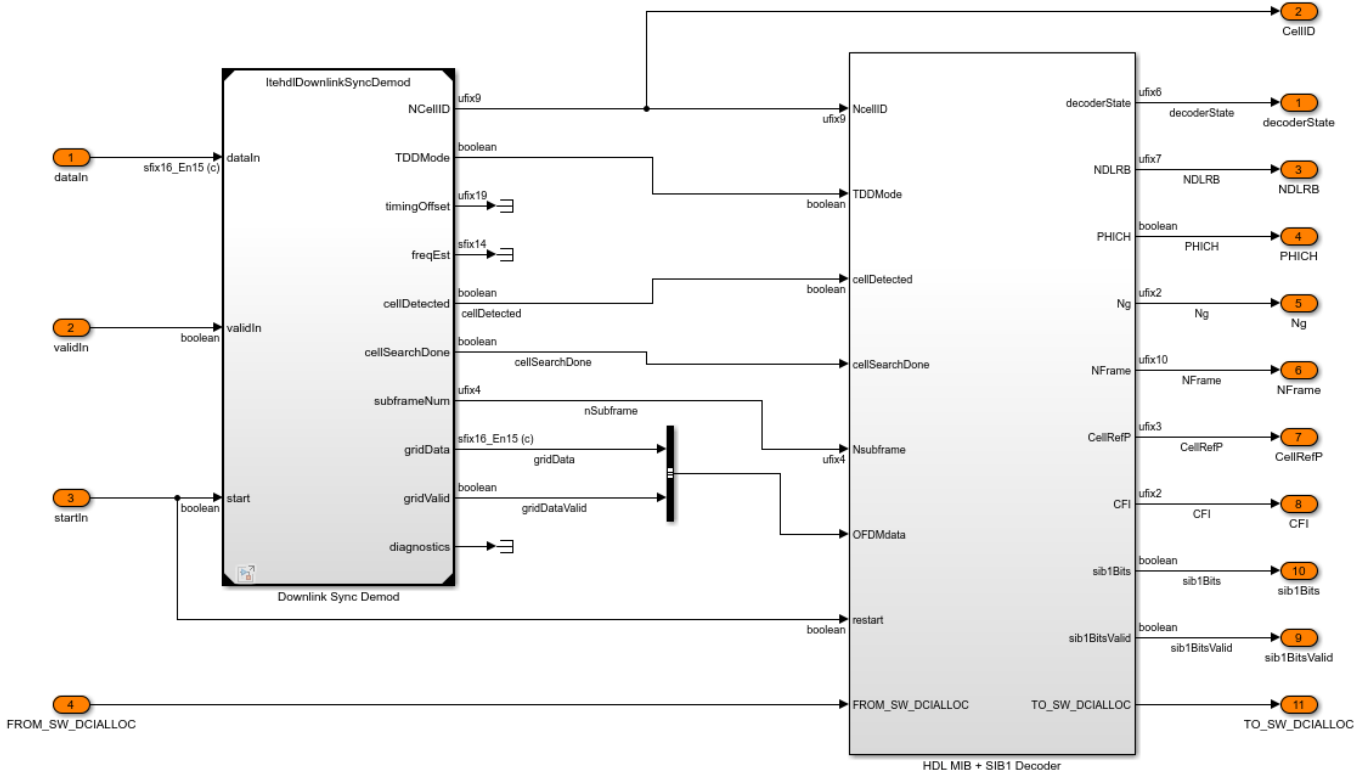 2
CellID
ltehdlDownlinkSyncDemod
NCellID
ufix9
ufix9
NcellID
decoderState
ufix6
decoderState
1
decoderState
1
dataIn
sfix16_En15 (c)
dataIn
TDDMode
boolean
boolean
TDDMode
NDLRB
ufix7
NDLRB
3
NDLRB
timingOffset
ufix19
freqEst
sfix14
PHICH
boolean
PHICH
4
PHICH
cellDetected
boolean
cellDetected
boolean
cellDetected
Ng
ufix2
Ng
5
Ng
2
validIn
boolean
validIn
cellSearchDone
boolean
cellSearchDone
cellSearchDone
NFrame
ufix10
NFrame
6
NFrame
subframeNum
ufix4
nSubframe
ufix4
Nsubframe
CellRefP
ufix3
CellRefP
7
CellRefP
gridData
sfix16_En15 (c)
gridData
3
startIn
boolean
start
gridValid
boolean
gridDataValid
CFI
ufix2
CFI
8
CFI
OFDMdata
diagnostics
Downlink Sync Demod
sib1Bits
boolean
sib1Bits
10
sib1Bits
boolean
restart
sib1BitsValid
boolean
sib1BitsValid
9
sib1BitsValid
4
FROM_SW_DCIALLOC
FROM_SW_DCIALLOC
TO_SW_DCIALLOC
11
TO_SW_DCIALLOC
HDL MIB + SIB1 Decoder